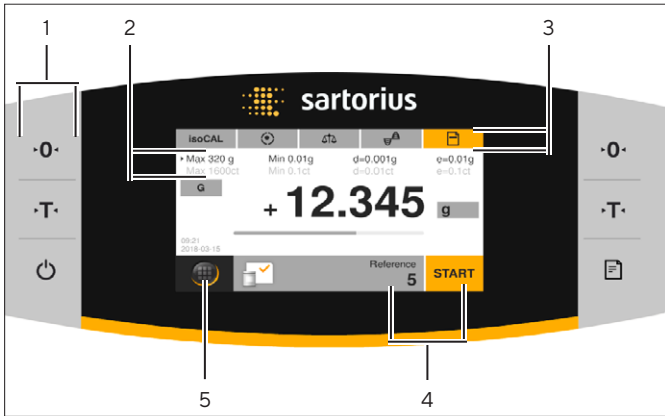 1 2 3
sartorius
isoCAL
Max 320 g Min 0.01g d=0.001g e=0.01g
Max 1600ct Min 0.1ct d=0.01ct e=0.1ct
G
+ 12.345 g
09:21
2018-03-15
Reference
5
START
0
T
0
T
5 4